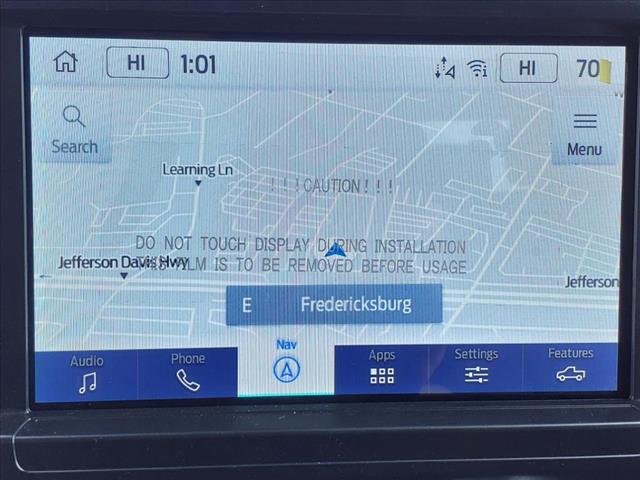 HI 1:01 HI 70
Search
Menu
Learning Ln
! ! ! CAUTION ! ! !
DO NOT TOUCH DISPLAY DURING INSTALLATION
THIS FILM IS TO BE REMOVED BEFORE USAGE
Jefferson Davis Hwy
Jefferson
E Fredericksburg
Audio Phone Nav Apps Settings Features